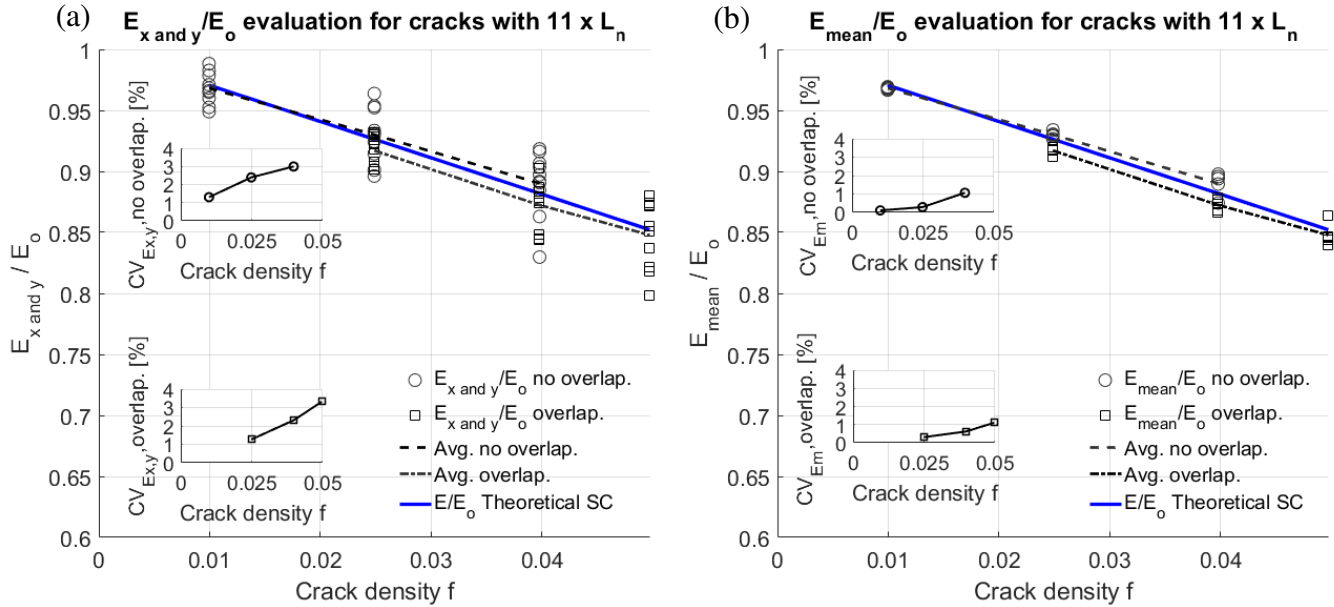 (a)
E_x and y/E_o evaluation for cracks with 11 x L_n
E_x and y / E_o
1
0.95
0.9
0.85
0.8
0.75
0.7
0.65
0.6
0
0.01
0.02
0.03
0.04
Crack density f
CV_Ex,y,no overlap. [%]
4
3
2
1
0
0
0.025
0.05
Crack density f
CV_Ex,y,overlap. [%]
4
3
2
1
0
0
0.025
0.05
Crack density f
E_x and y/E_o no overlap.
E_x and y/E_o overlap.
Avg. no overlap.
Avg. overlap.
E/E_o Theoretical SC
(b)
E_mean/E_o evaluation for cracks with 11 x L_n
E_mean / E_o
1
0.95
0.9
0.85
0.8
0.75
0.7
0.65
0.6
0
0.01
0.02
0.03
0.04
Crack density f
CV_Em,no overlap. [%]
4
3
2
1
0
0
0.025
0.05
Crack density f
CV_Em,overlap. [%]
4
3
2
1
0
0
0.025
0.05
Crack density f
E_mean/E_o no overlap.
E_mean/E_o overlap.
Avg. no overlap.
Avg. overlap.
E/E_o Theoretical SC